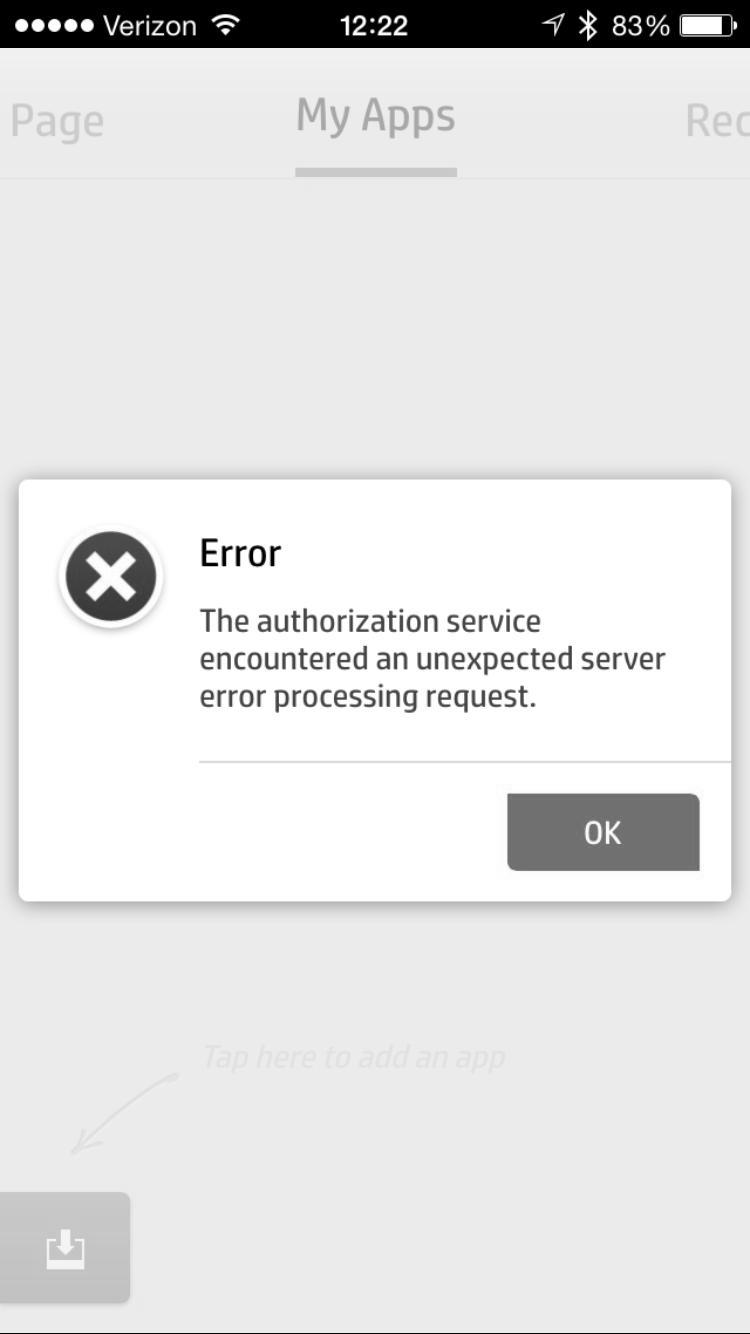 Verizon 12:22 83%
Page My Apps Rec
Error
The authorization service
encountered an unexpected server
error processing request.
OK
Tap here to add an app